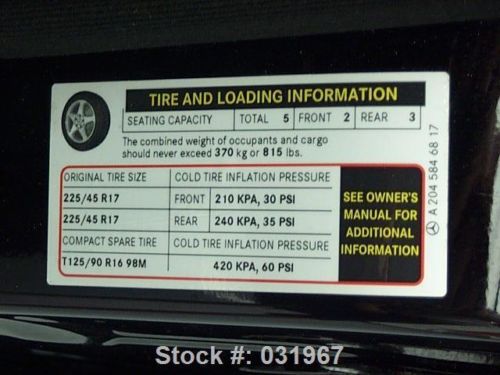 TIRE AND LOADING INFORMATION
SEATING CAPACITY TOTAL 5 FRONT 2 REAR 3
The combined weight of occupants and cargo
should never exceed 370 kg or 815 lbs.
ORIGINAL TIRE SIZE COLD TIRE INFLATION PRESSURE
225/45 R17 FRONT 210 KPA, 30 PSI
225/45 R17 REAR 240 KPA, 35 PSI
COMPACT SPARE TIRE COLD TIRE INFLATION PRESSURE
T125/90 R16 98M 420 KPA, 60 PSI
SEE OWNER'S
MANUAL FOR
ADDITIONAL
INFORMATION
A 204 584 68 17
Stock #: 031967